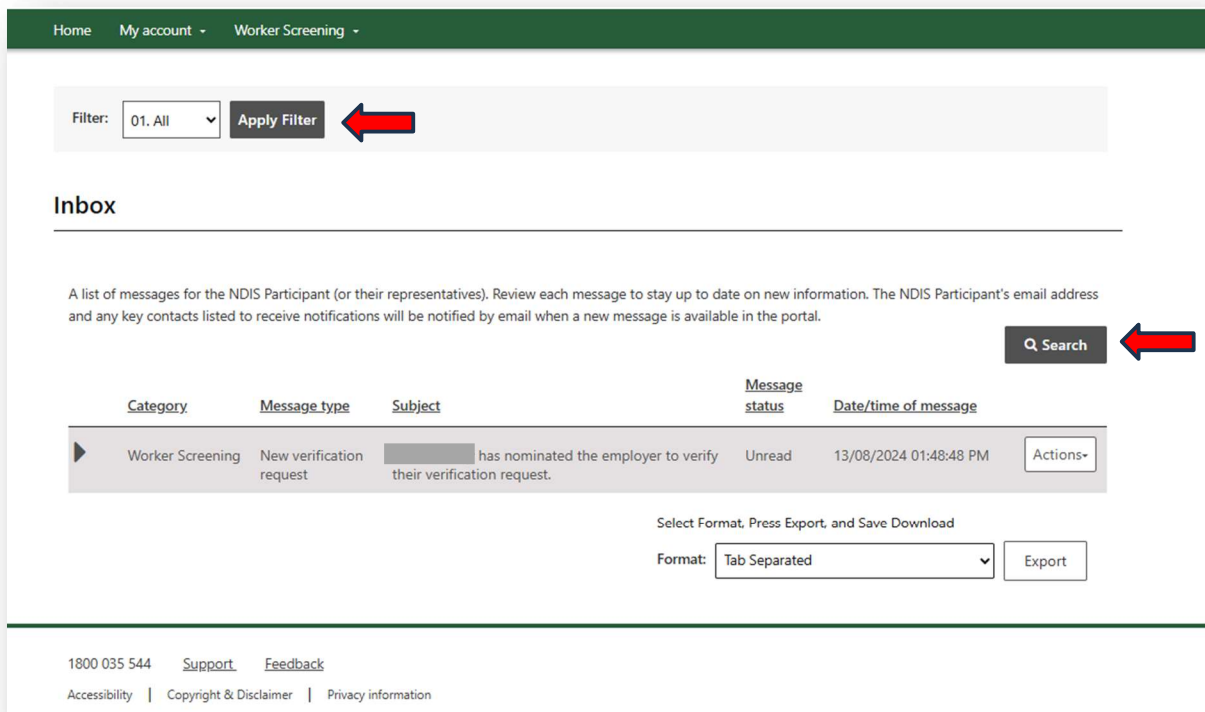 Home My account Worker Screening
Filter: 01. All Apply Filter
Inbox
A list of messages for the NDIS Participant (or their representatives). Review each message to stay up to date on new information. The NDIS Participant's email address
and any key contacts listed to receive notifications will be notified by email when a new message is available in the portal.
Search
Category Message type Subject Message status Date/time of message
Worker Screening New verification request has nominated the employer to verify their verification request. Unread 13/08/2024 01:48:48 PM Actions
Select Format, Press Export, and Save Download
Format: Tab Separated Export
1800 035 544 Support Feedback
Accessibility | Copyright & Disclaimer | Privacy information